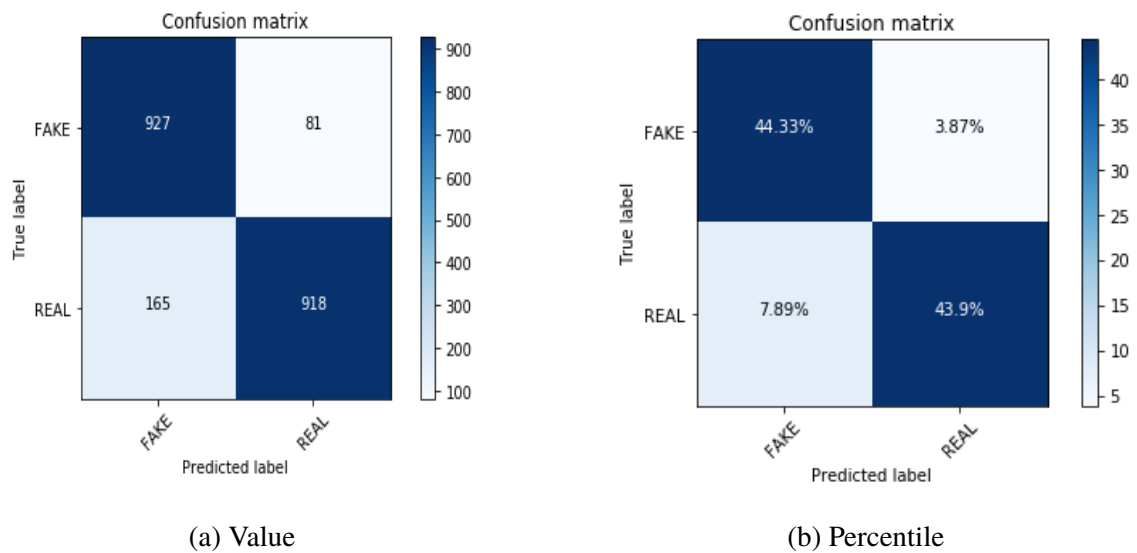 Confusion matrix
FAKE
REAL
True label
927
81
165
918
FAKE
REAL
Predicted label
900
800
700
600
500
400
300
200
100
(a) Value
Confusion matrix
FAKE
REAL
True label
44.33%
3.87%
7.89%
43.9%
FAKE
REAL
Predicted label
40
35
30
25
20
15
10
5
(b) Percentile